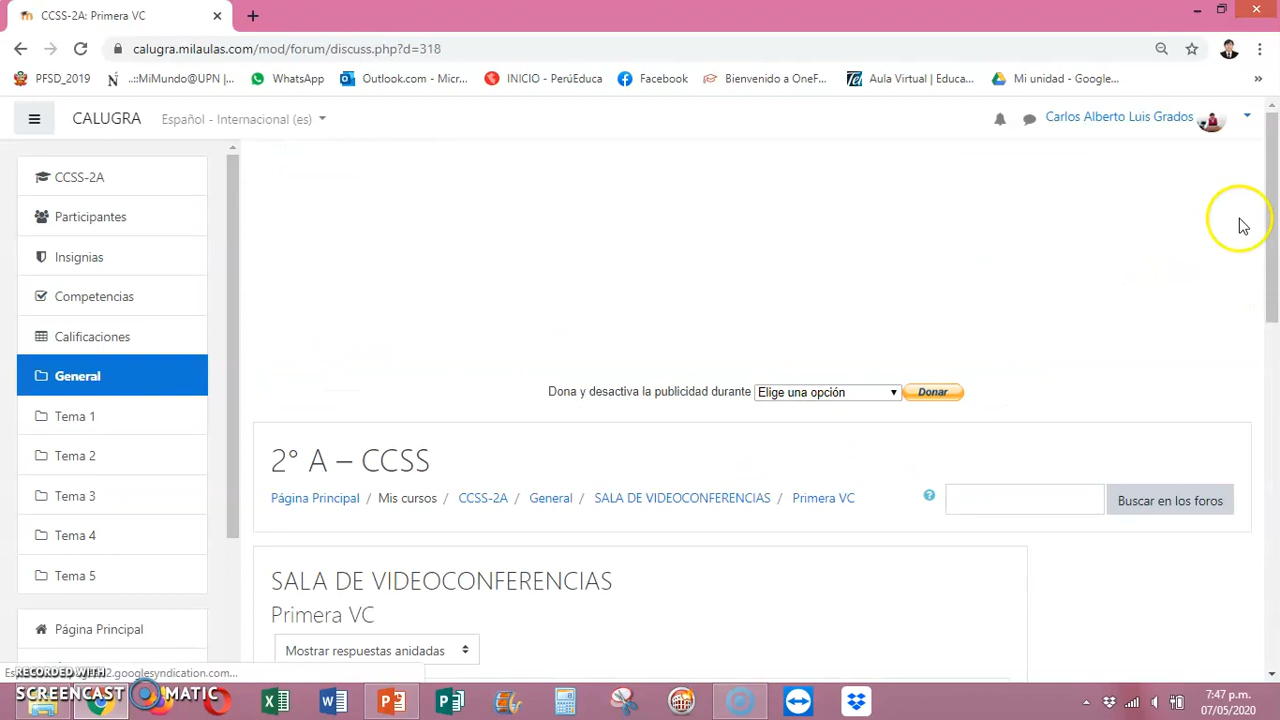 CCSS-2A: Primera VC
calugra.milaulas.com/mod/forum/discuss.php?d=318
PFSD_2019
..::MiMundo@UPN |...
WhatsApp
Outlook.com - Micr...
INICIO - PerúEduca
Facebook
Bienvenido a OneF...
Aula Virtual | Educa...
Mi unidad - Google...
»
CALUGRA
Español - Internacional (es)
Carlos Alberto Luis Grados
CCSS-2A
Participantes
Insignias
Competencias
Calificaciones
General
Tema 1
Tema 2
Tema 3
Tema 4
Tema 5
Página Principal
Dona y desactiva la publicidad durante
Elige una opción
Donar
2° A – CCSS
Página Principal / Mis cursos / CCSS-2A / General / SALA DE VIDEOCONFERENCIAS / Primera VC
Buscar en los foros
SALA DE VIDEOCONFERENCIAS
Primera VC
Mostrar respuestas anidadas
2.googlesyndication.com...
RECORDED WITH
SCREENCAST MATIC
7:47 p.m.
07/05/2020